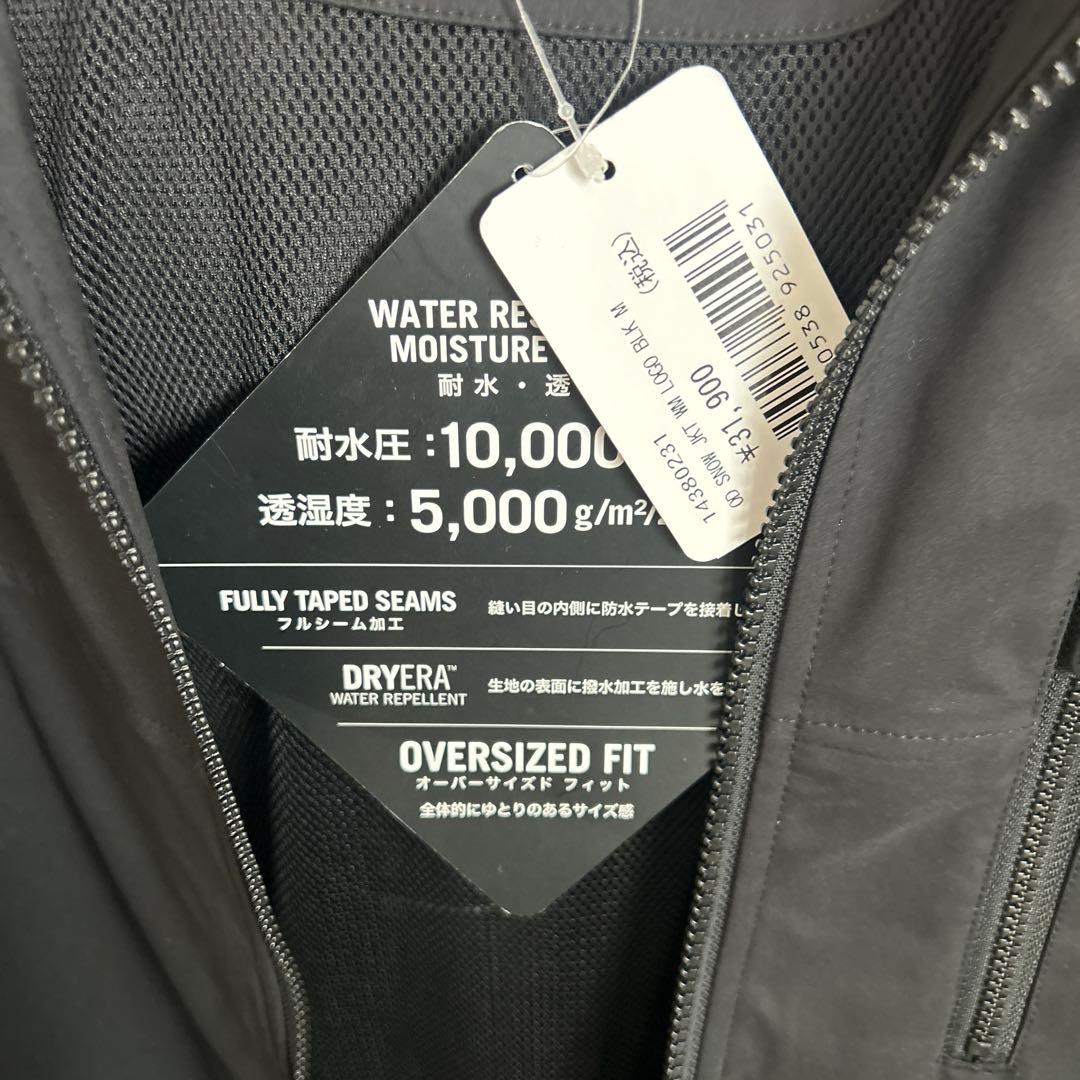 WATER
MOISTURE
耐水・透
耐水圧:10,000
透湿度:5,000g/m²/
FULLY TAPED SEAMS
フルシーム加工
縫い目の内側に防水テープを接着し
DRYERA™
WATER REPELLENT
生地の表面に撥水加工を施し水を
OVERSIZED FIT
オーバーサイズド フィット
全体的にゆとりのあるサイズ感
14380231
OD SNOW JKT WM LOGO BLK M
¥31,900 (税込)
0538 925031